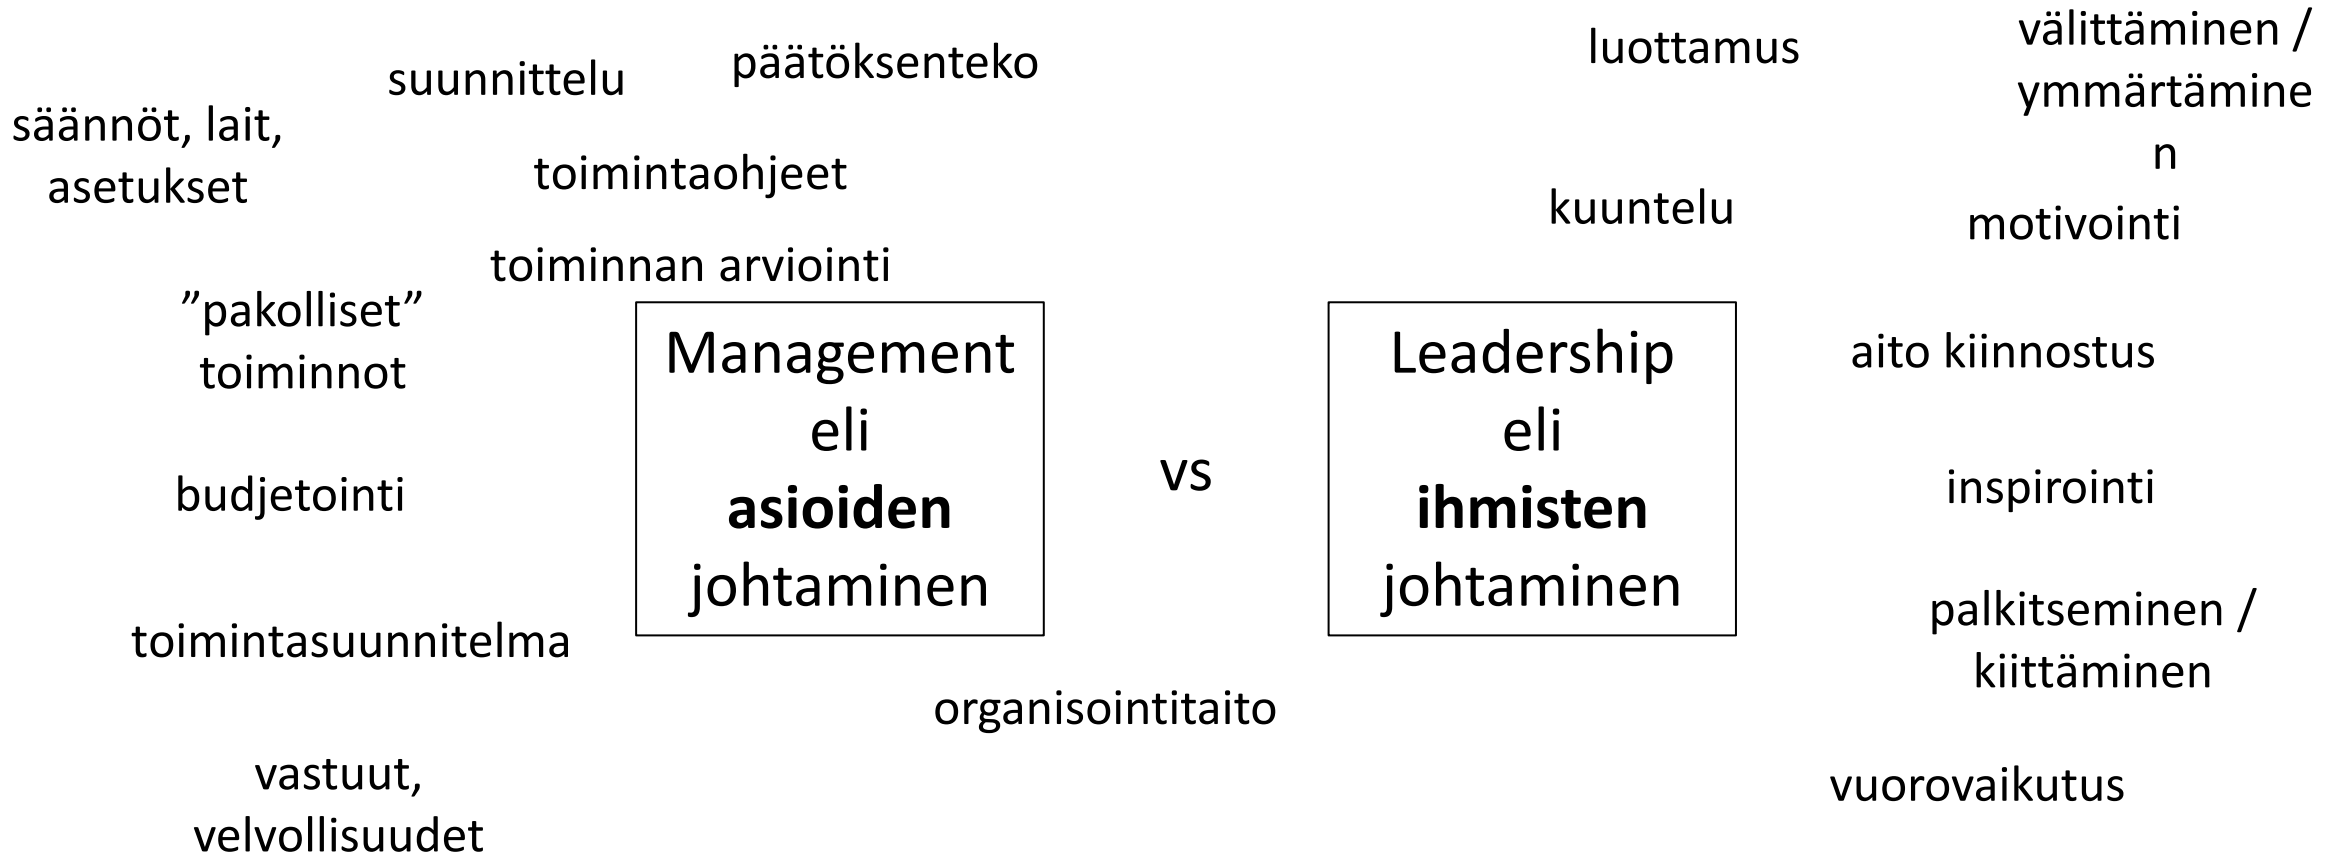 säännöt, lait,
asetukset
suunnittelu
päätöksenteko
toimintaohjeet
toiminnan arviointi
”pakolliset”
toiminnot
budjetointi
toimintasuunnitelma
vastuut,
velvollisuudet
Management
eli
asioiden
johtaminen
vs
organisointitaito
Leadership
eli
ihmisten
johtaminen
luottamus
välittäminen /
ymmärtämine
n
kuuntelu
motivointi
aito kiinnostus
inspirointi
palkitseminen /
kiittäminen
vuorovaikutus